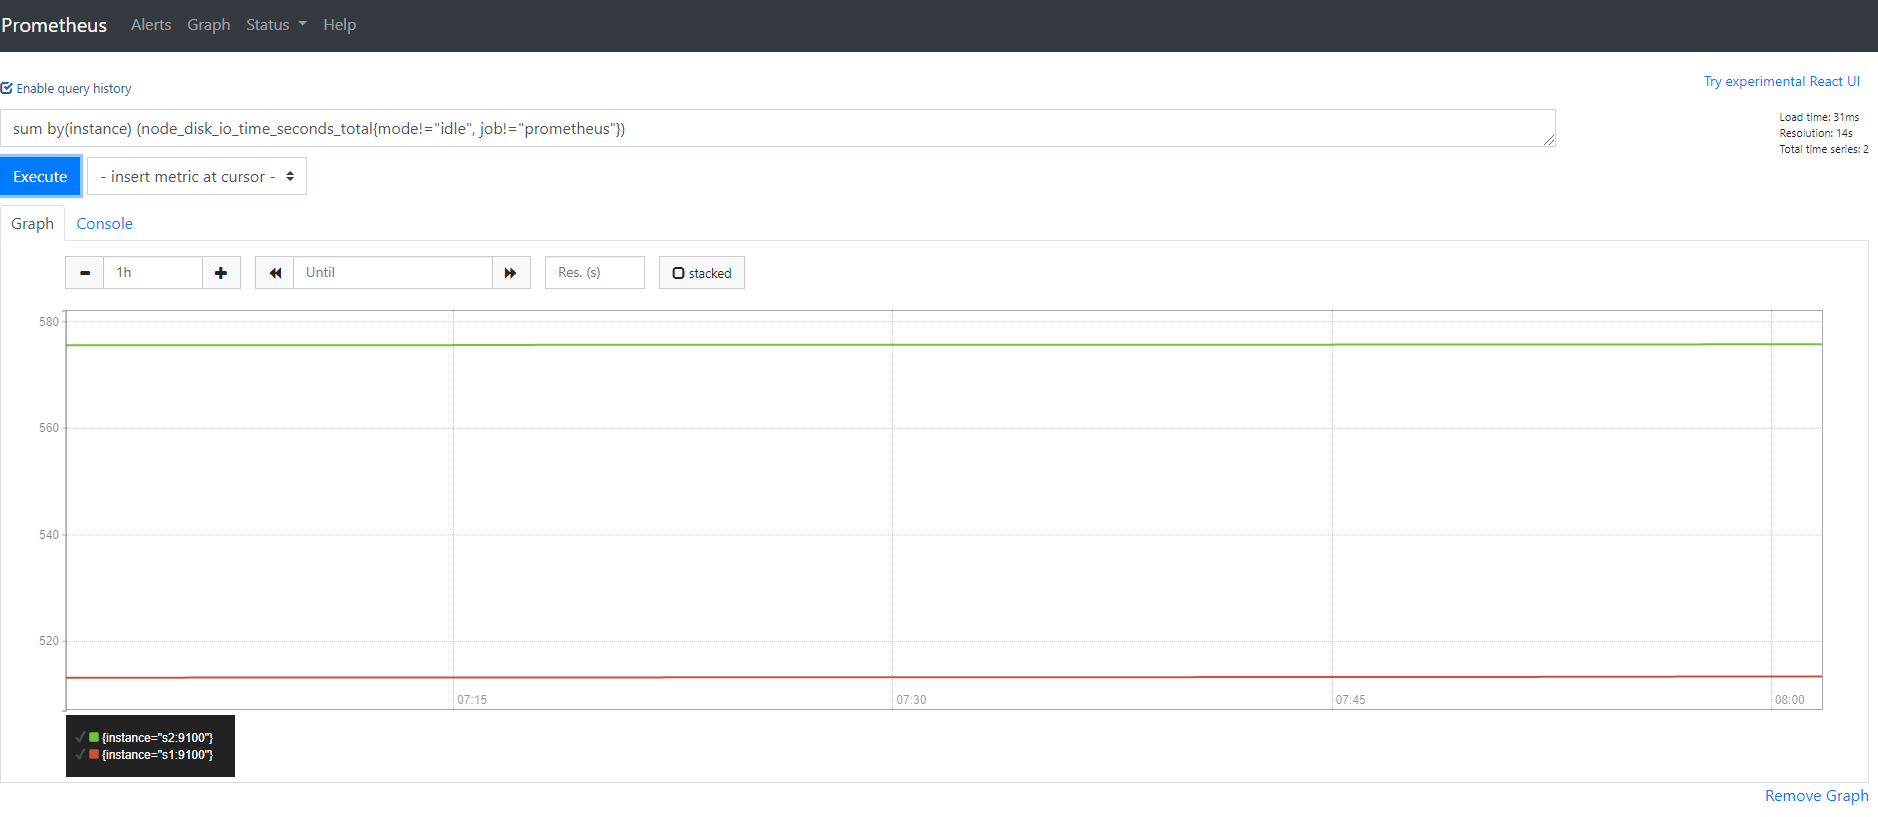 Prometheus Alerts Graph Status Help
Enable query history
Try experimental React UI
sum by(instance) (node_disk_io_time_seconds_total{mode!="idle", job!="prometheus"})
Load time: 31ms
Resolution: 14s
Total time series: 2
Execute - insert metric at cursor -
Graph Console
1h Until Res. (s) stacked
580
560
540
520
07:15 07:30 07:45 08:00
{instance="s2:9100"}
{instance="s1:9100"}
Remove Graph